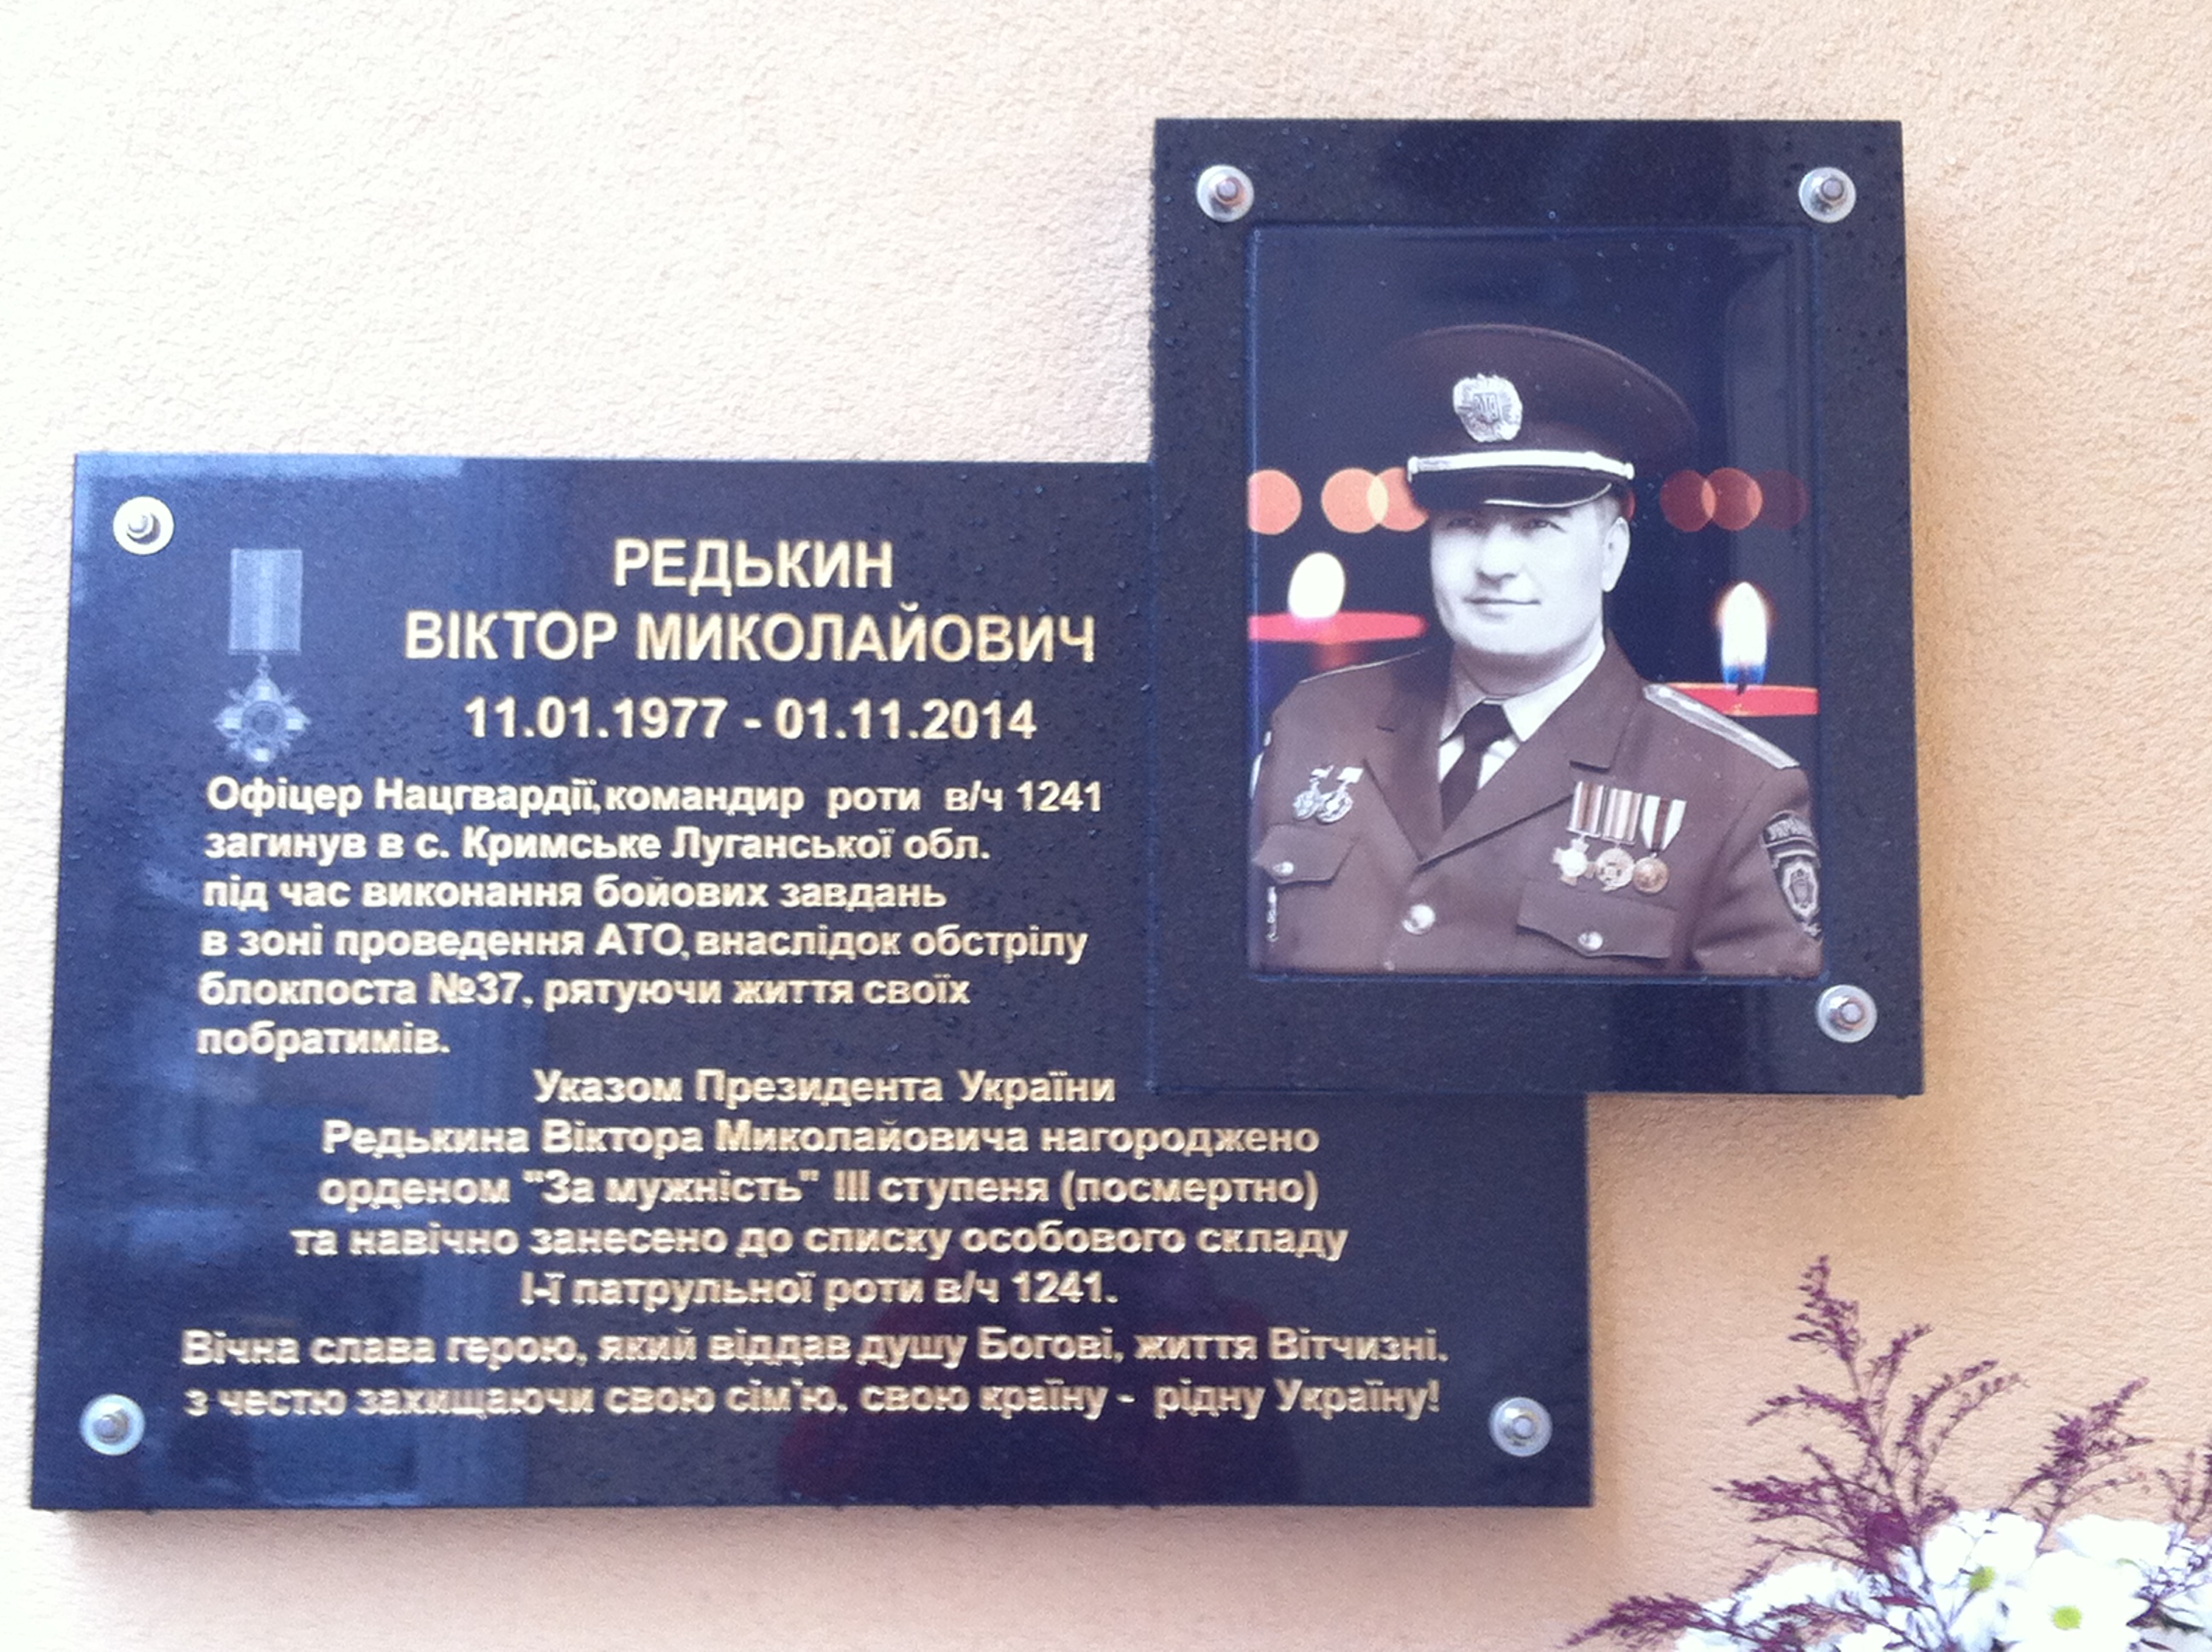 РЕДЬКИН
ВІКТОР МИКОЛАЙОВИЧ
11.01.1977 - 01.11.2014
Офіцер Нацгвардії, командир роти в/ч 1241
загинув в с. Кримське Луганської обл.
під час виконання бойових завдань
в зоні проведення АТО, внаслідок обстрілу
блокпоста №37, рятуючи життя своїх
побратимів.
Указом Президента України
Редькина Віктора Миколайовича нагороджено
орденом "За мужність" ІІІ ступеня (посмертно)
та навічно занесено до списку особового складу
І-ї патрульної роти в/ч 1241.
Вічна слава герою, який віддав душу Богові, життя Вітчизні,
з честю захищаючи свою сім'ю, свою країну - рідну Україну!